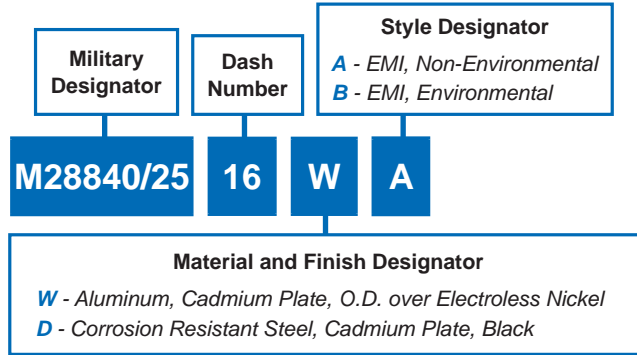 Style Designator
A - EMI, Non-Environmental
B - EMI, Environmental
Military
Designator
Dash
Number
M28840/25 16 W A
Material and Finish Designator
W - Aluminum, Cadmium Plate, O.D. over Electroless Nickel
D - Corrosion Resistant Steel, Cadmium Plate, Black